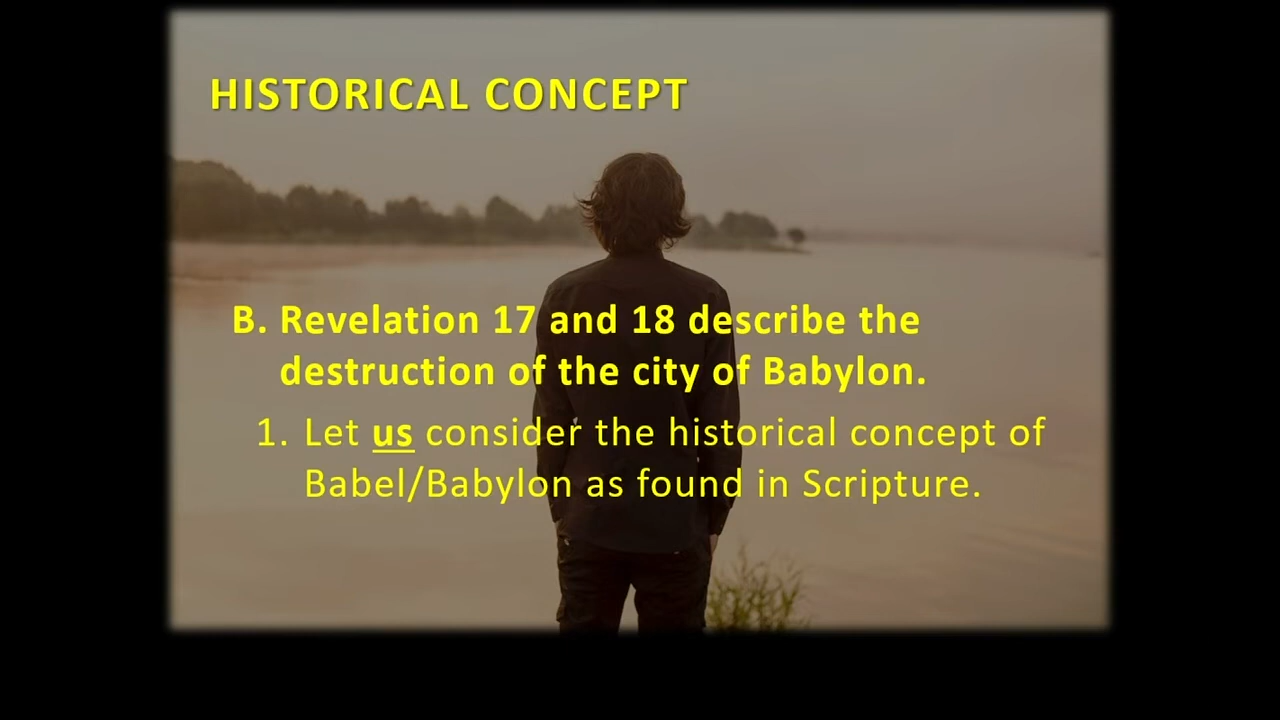 HISTORICAL CONCEPT
B. Revelation 17 and 18 describe the
destruction of the city of Babylon.
1. Let us consider the historical concept of
Babel/Babylon as found in Scripture.